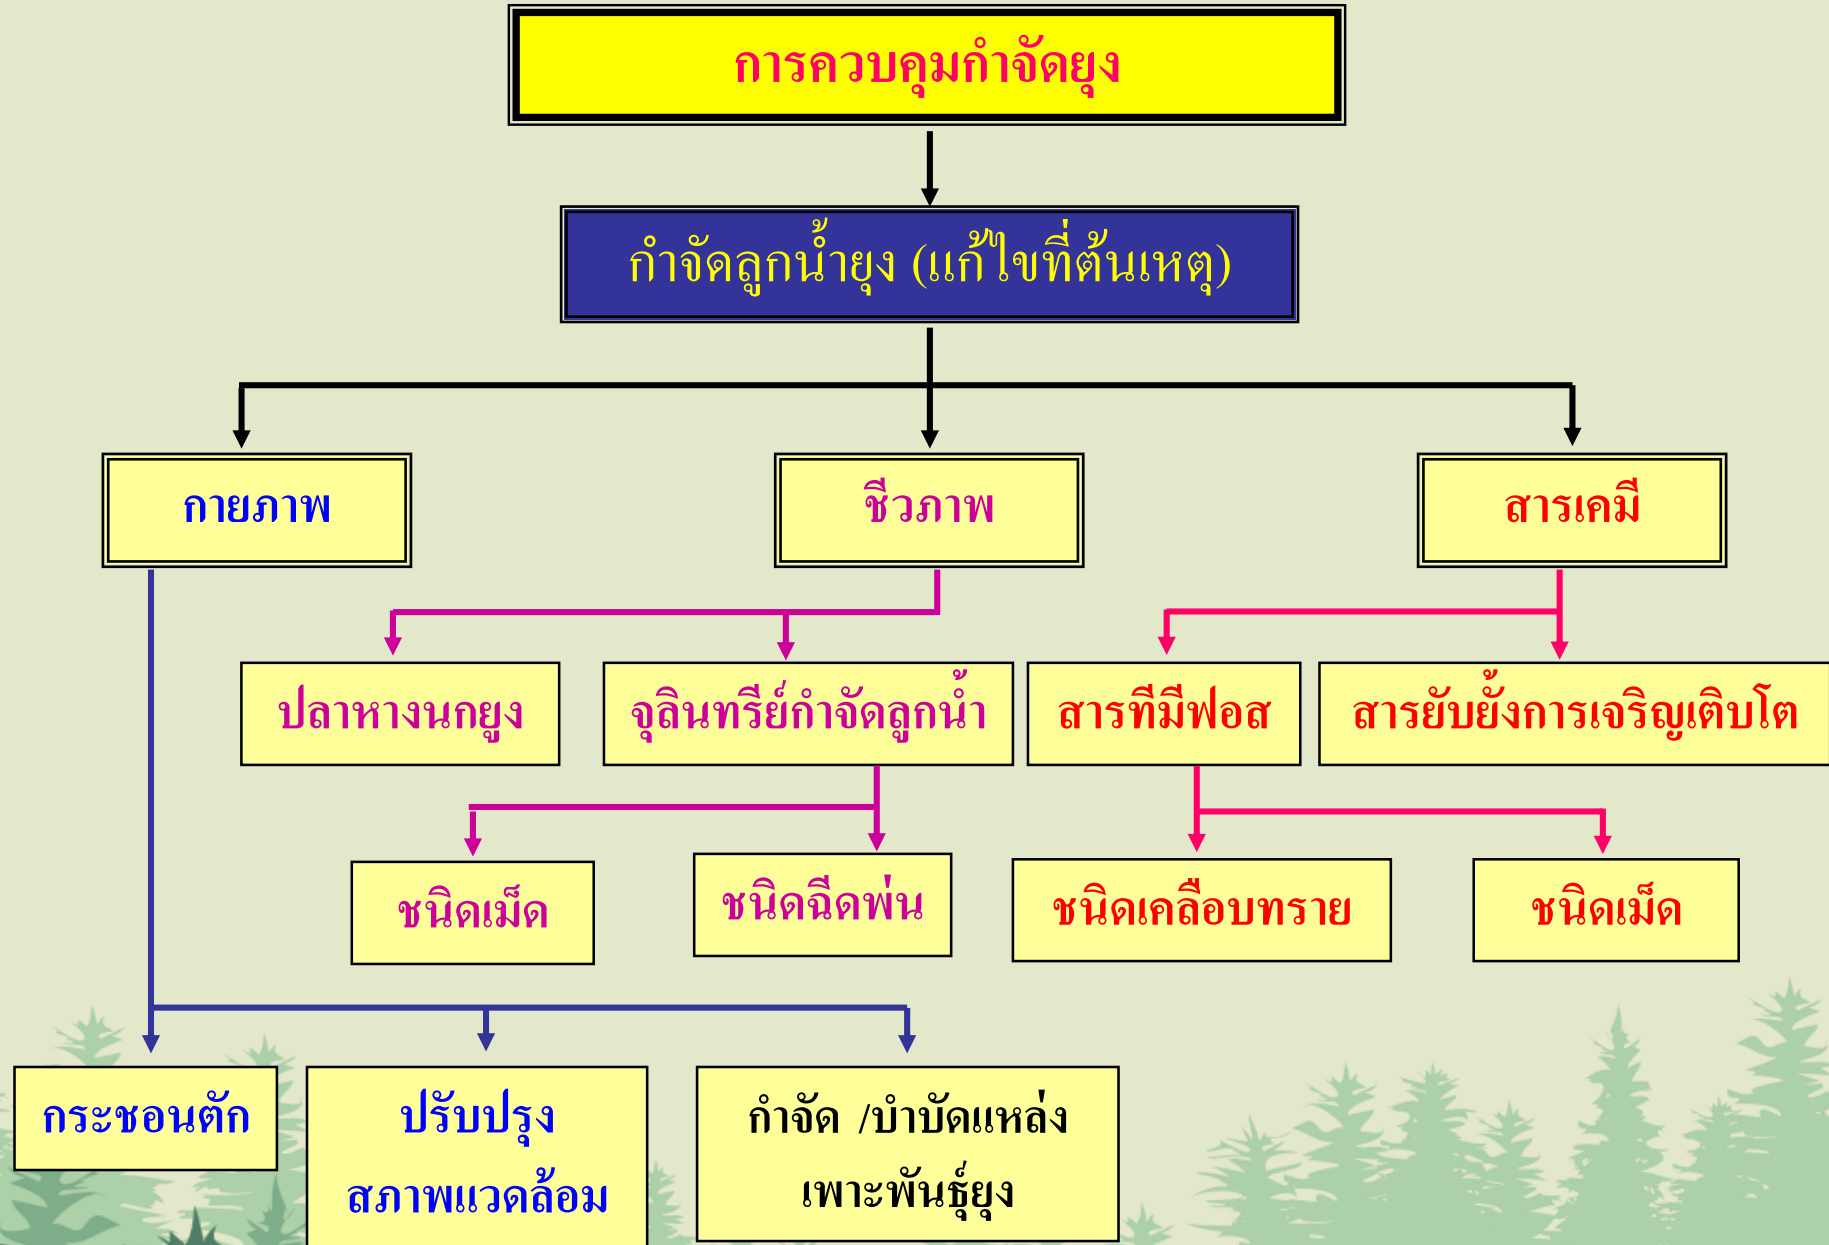 การควบคุมกำจัดยุง
กำจัดลูกน้ำยุง (แก้ไขที่ต้นเหตุ)
กายภาพ
ชีวภาพ
สารเคมี
ปลาหางนกยูง
จุลินทรีย์กำจัดลูกน้ำ
สารทีมีฟอส
สารยับยั้งการเจริญเติบโต
ชนิดเม็ด
ชนิดฉีดพ่น
ชนิดเคลือบทราย
ชนิดเม็ด
กระชอนตัก
ปรับปรุง
สภาพแวดล้อม
กำจัด /บำบัดแหล่ง
เพาะพันธุ์ยุง